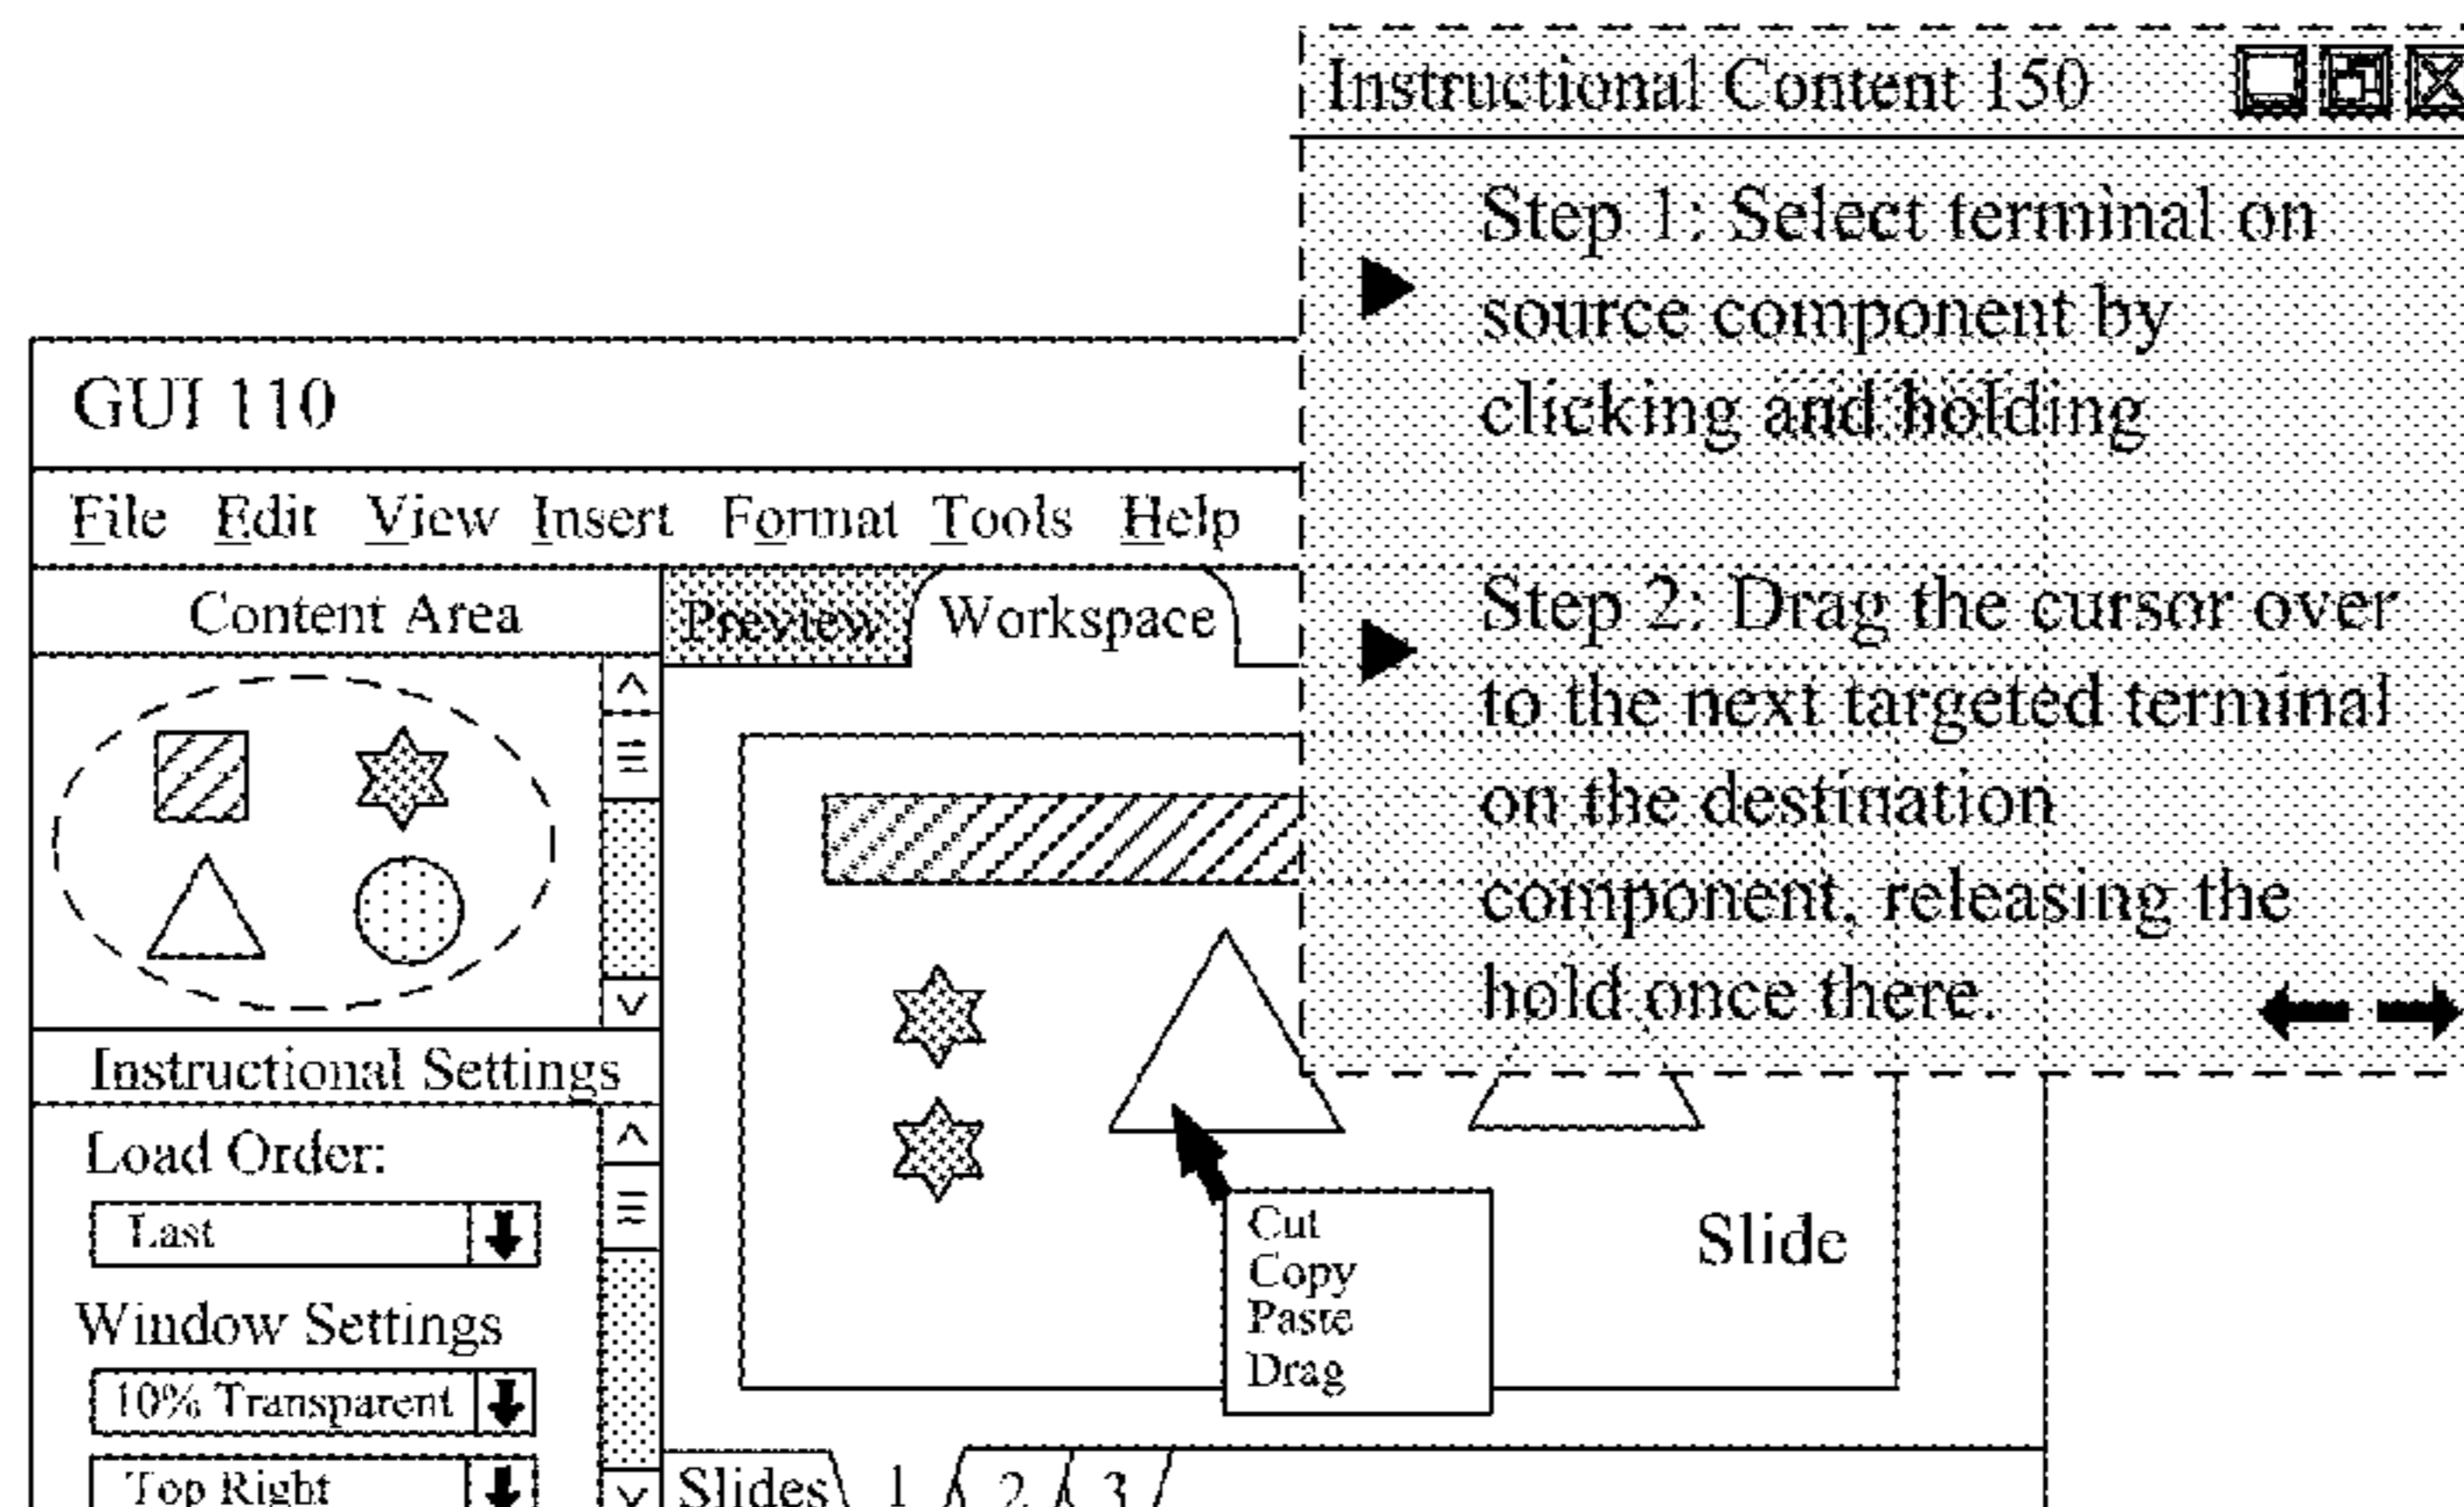 Instructional Content 150
Step 1: Select terminal on
source component by
clicking and holding
Step 2: Drag the cursor over
to the next targeted terminal
on the destination
component, releasing the
hold once there.
GUI 110
File Edit View Insert Format Tools Help
Content Area
Preview Workspace
Instructional Settings
Load Order:
Last
Window Settings
10% Transparent
Top Right
Cut
Copy
Paste
Drag
Slide
Slides 1 2 3